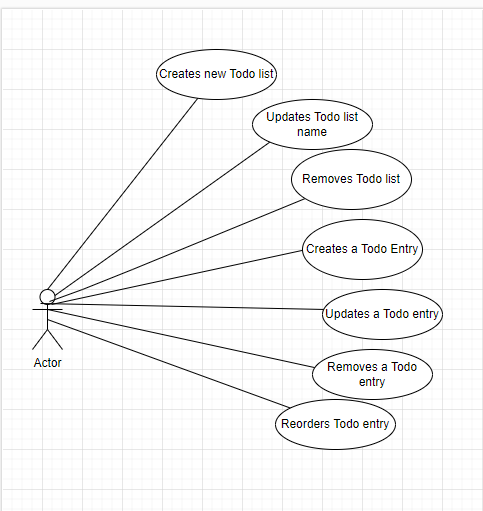 Creates new Todo list
Updates Todo list
name
Removes Todo list
Creates a Todo Entry
Updates a Todo entry
Actor
Removes a Todo
entry
Reorders Todo entry